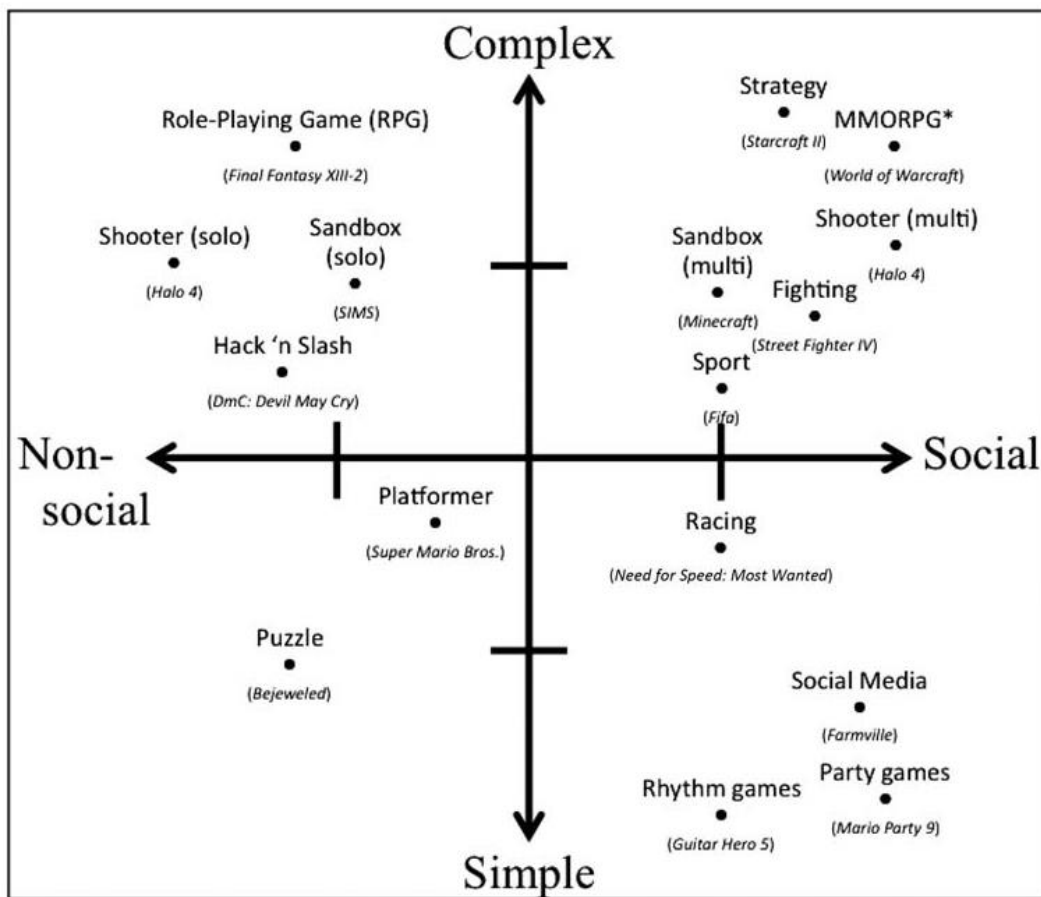 Complex
Strategy
(Starcraft II)
Role-Playing Game (RPG)
(Final Fantasy XIII-2)
MMORPG*
(World of Warcraft)
Shooter (solo)
(Halo 4)
Sandbox
(solo)
(SIMS)
Sandbox
(multi)
(Minecraft)
Shooter (multi)
(Halo 4)
Fighting
(Street Fighter IV)
Hack ‘n Slash
(DmC: Devil May Cry)
Sport
(Fifa)
Non-
social
Social
Platformer
(Super Mario Bros.)
Racing
(Need for Speed: Most Wanted)
Puzzle
(Bejeweled)
Social Media
(Farmville)
Rhythm games
(Guitar Hero 5)
Party games
(Mario Party 9)
Simple